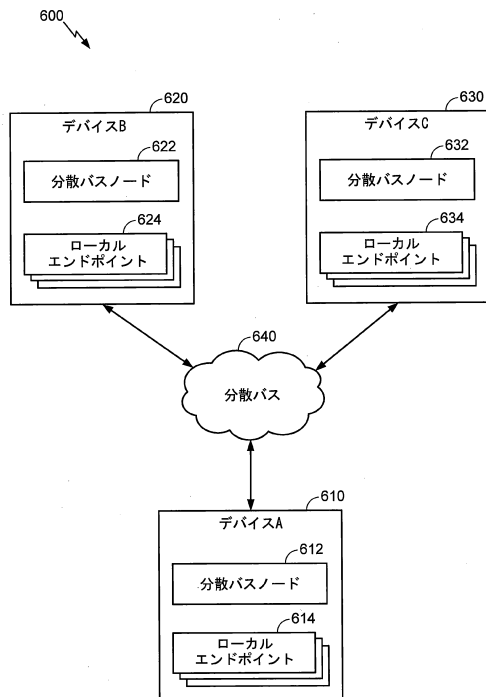 600
620
デバイスB
622
分散バスノード
624
ローカル
エンドポイント
630
デバイスC
632
分散バスノード
634
ローカル
エンドポイント
640
分散バス
610
デバイスA
612
分散バスノード
614
ローカル
エンドポイント